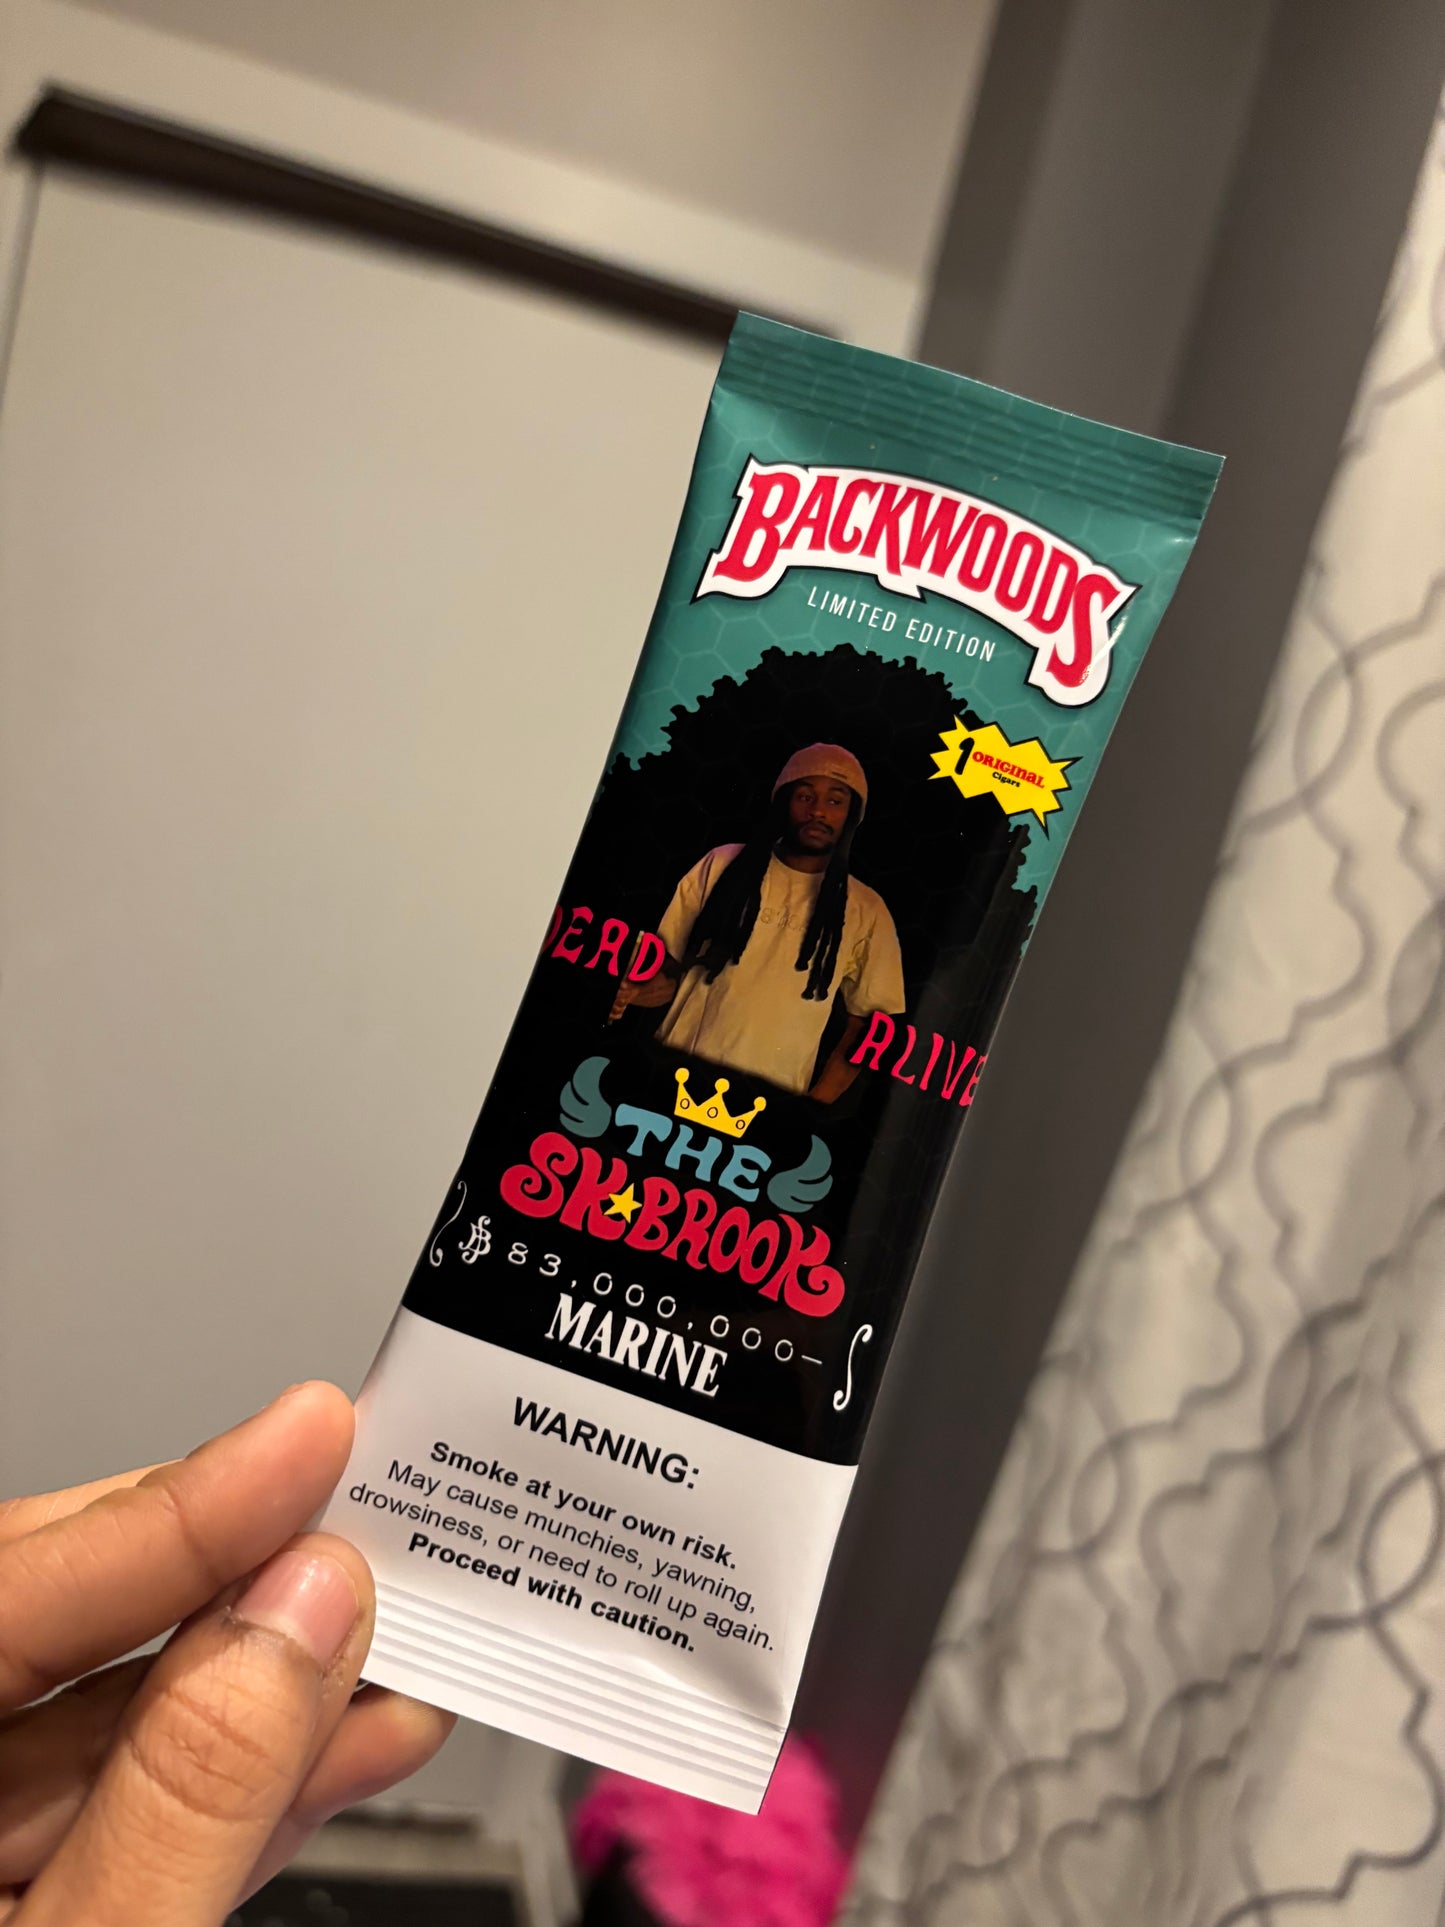 BACKWOODS
LIMITED EDITION
1 ORIGINAL
Cigars
DEAD
ALIVE
THE
SK★BROOK
฿ 83,000,000–
MARINE
WARNING:
Smoke at your own risk.
May cause munchies, yawning,
drowsiness, or need to roll up again.
Proceed with caution.